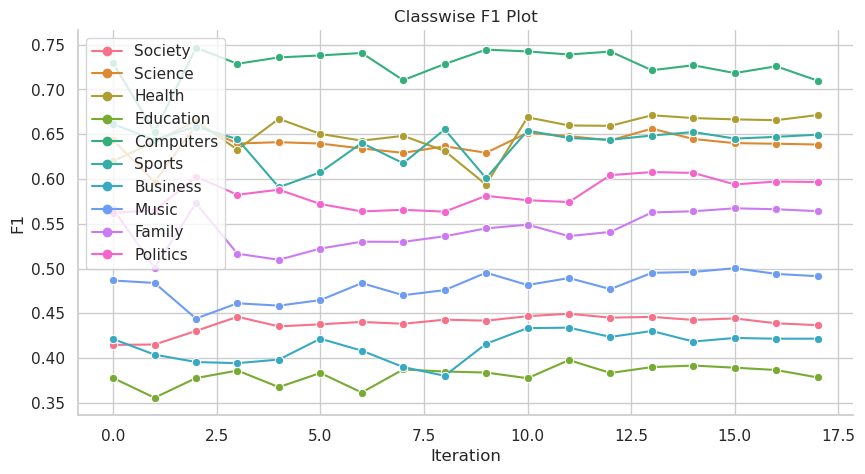 Classwise F1 Plot
Society
Science
Health
Education
Computers
Sports
Business
Music
Family
Politics
F1
0.75
0.70
0.65
0.60
0.55
0.50
0.45
0.40
0.35
0.0 2.5 5.0 7.5 10.0 12.5 15.0 17.5
Iteration